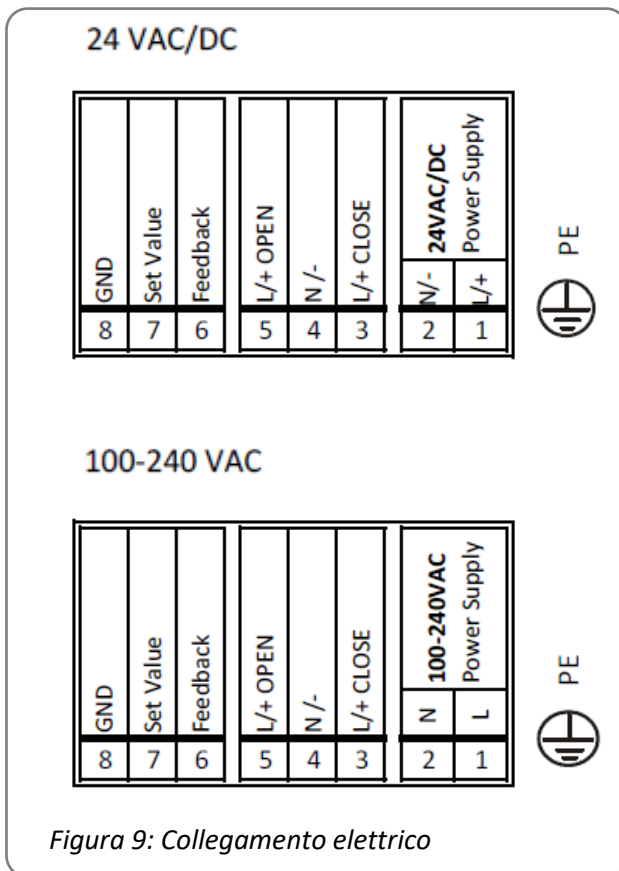 24 VAC/DC
GND
Set Value
Feedback
L/+ OPEN
N /-
L/+ CLOSE
24VAC/DC
Power Supply
N/-
L/+
PE
8 7 6 5 4 3 2 1
100-240 VAC
GND
Set Value
Feedback
L/+ OPEN
N /-
L/+ CLOSE
100-240VAC
Power Supply
N
L
PE
8 7 6 5 4 3 2 1
Figura 9: Collegamento elettrico